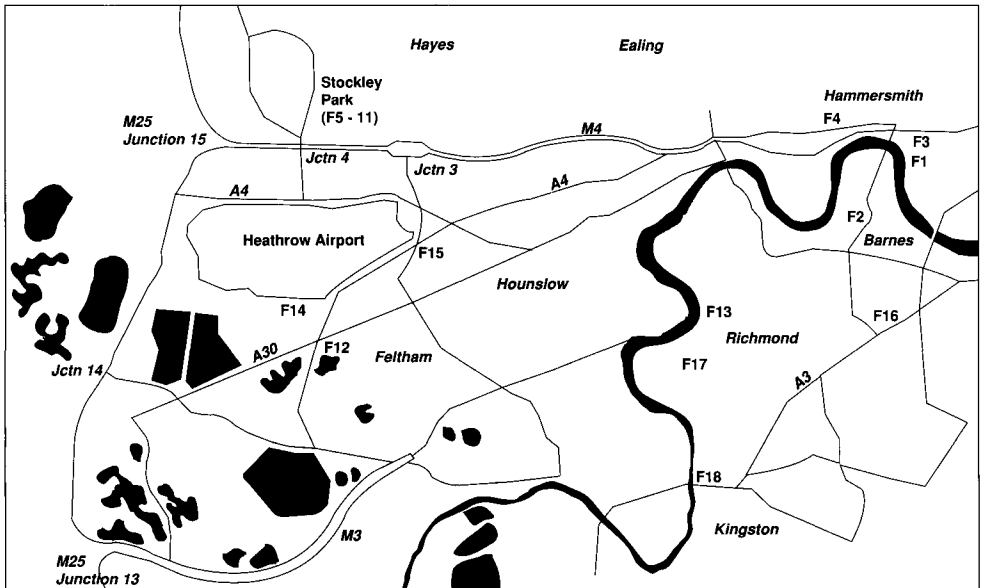 Hayes
Ealing
Stockley
Park
(F5 - 11)
Hammersmith
F4
M25
Junction 15
M4
F3
Jctn 4
F1
Jctn 3
A4
A4
F2
Heathrow Airport
Barnes
F15
Hounslow
F14
F13
F16
Richmond
A30
F12
Feltham
F17
Jctn 14
A3
F18
M3
Kingston
M25
Junction 13